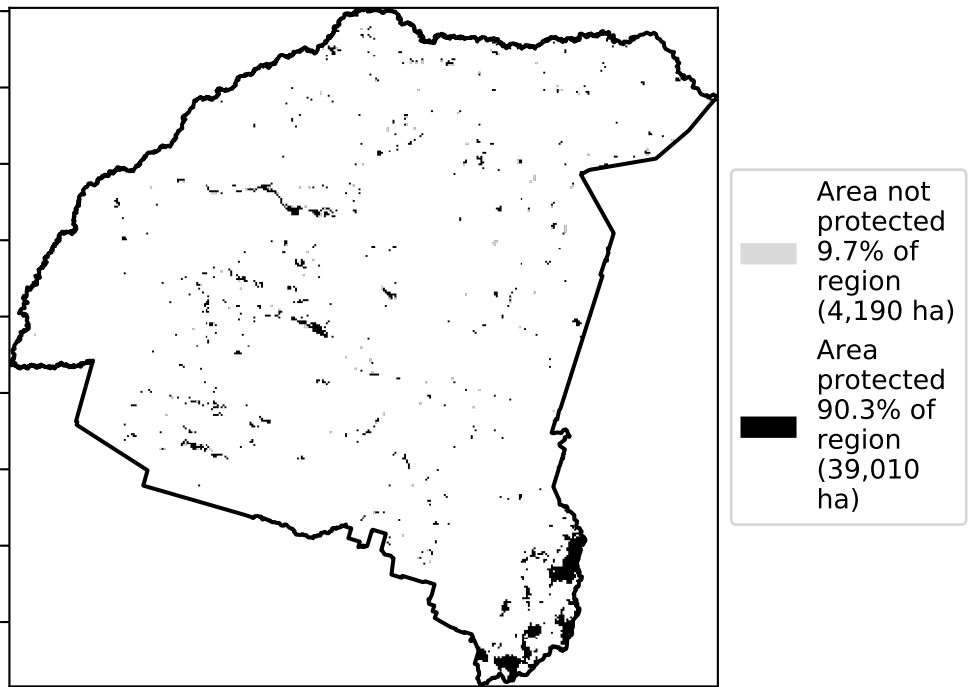 Area not
protected
9.7% of
region
(4,190 ha)
Area
protected
90.3% of
region
(39,010
ha)